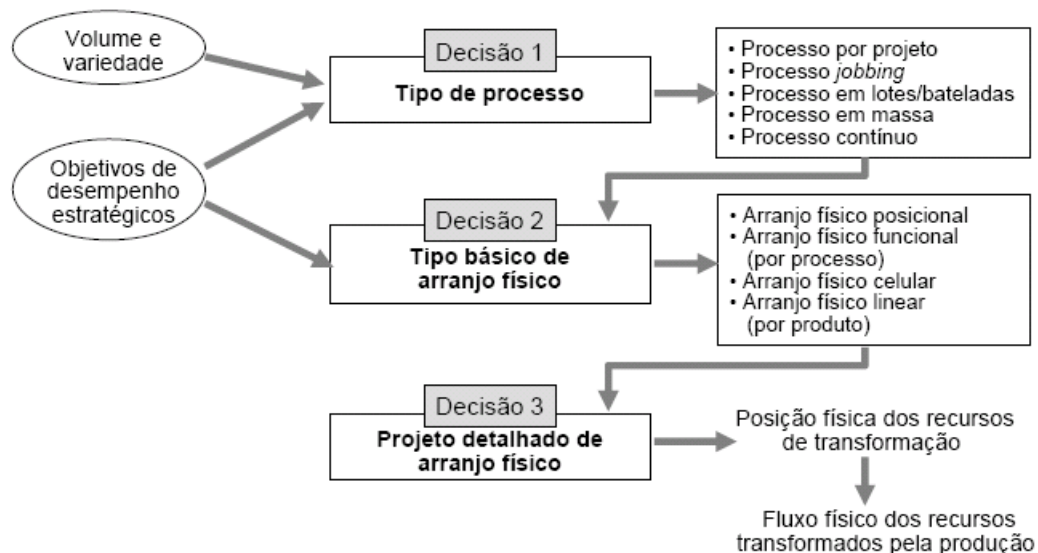 Volume e
variedade
Objetivos de
desempenho
estratégicos
Decisão 1
Tipo de processo
• Processo por projeto
• Processo jobbing
• Processo em lotes/bateladas
• Processo em massa
• Processo contínuo
Decisão 2
Tipo básico de
arranjo físico
• Arranjo físico posicional
• Arranjo físico funcional
(por processo)
• Arranjo físico celular
• Arranjo físico linear
(por produto)
Decisão 3
Projeto detalhado de
arranjo físico
Posição física dos recursos
de transformação
Fluxo físico dos recursos
transformados pela produção